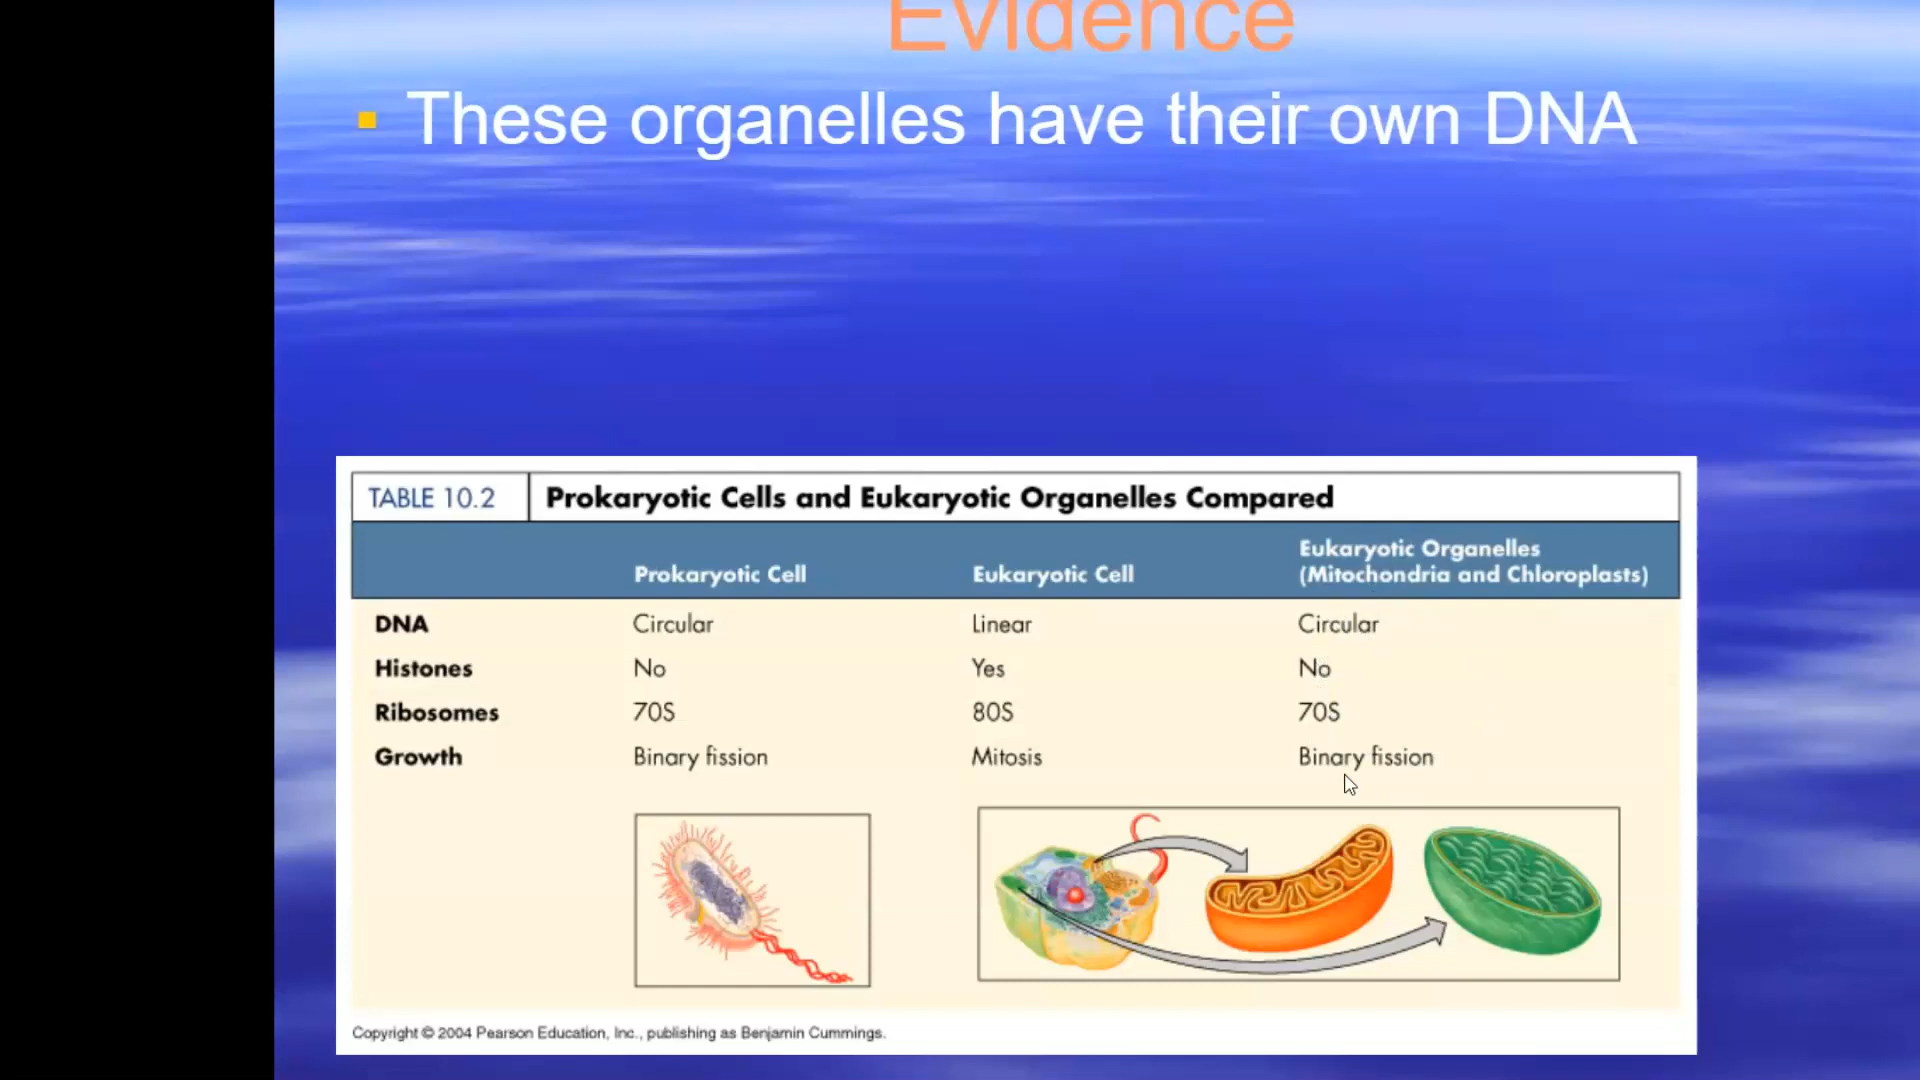 Evidence
These organelles have their own DNA
TABLE 10.2 Prokaryotic Cells and Eukaryotic Organelles Compared
Prokaryotic Cell Eukaryotic Cell Eukaryotic Organelles
(Mitochondria and Chloroplasts)
DNA Circular Linear Circular
Histones No Yes No
Ribosomes 70S 80S 70S
Growth Binary fission Mitosis Binary fission
Copyright © 2004 Pearson Education, Inc., publishing as Benjamin Cummings.